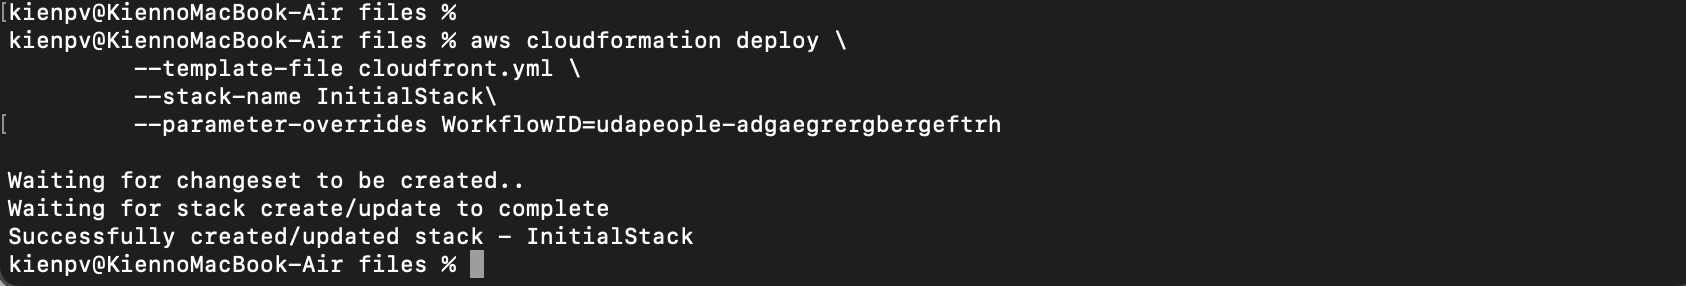 [kienpv@KiennoMacBook-Air files %
kienpv@KiennoMacBook-Air files % aws cloudformation deploy \
--template-file cloudfront.yml \
--stack-name InitialStack\
[ --parameter-overrides WorkflowID=udapeople-adgaegrergbergeftrh
Waiting for changeset to be created..
Waiting for stack create/update to complete
Successfully created/updated stack - InitialStack
kienpv@KiennoMacBook-Air files %